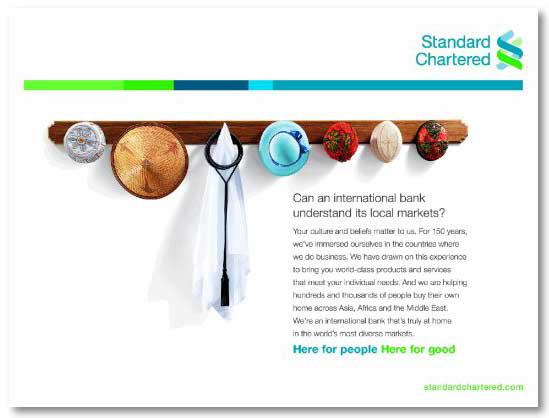 Standard
Chartered
Can an international bank
understand its local markets?
Your culture and beliefs matter to us. For 150 years,
we've immersed ourselves in the countries where
we do business. We have drawn on this experience
to bring you world-class products and services
that meet your individual needs. And we are helping
hundreds and thousands of people buy their own
home across Asia, Africa and the Middle East.
We're an international bank that's truly at home
in the world's most diverse markets.
Here for people Here for good
standardchartered.com